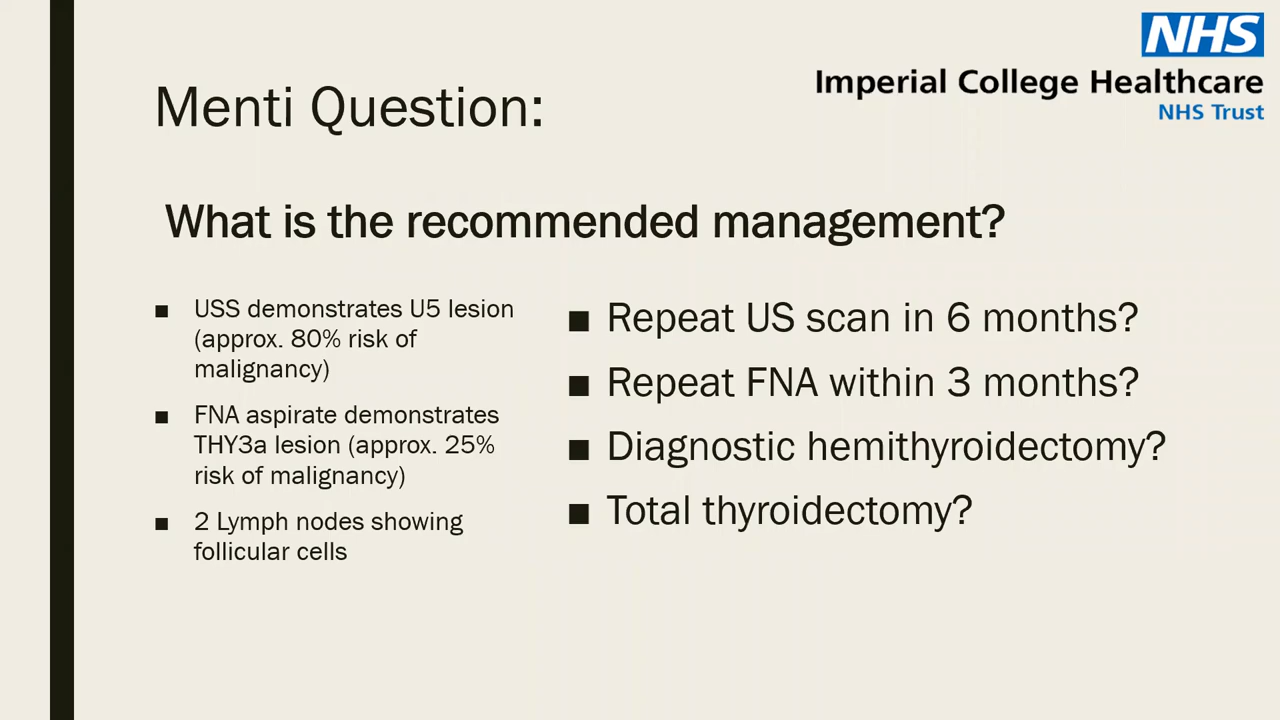 NHS
Imperial College Healthcare
NHS Trust
Menti Question:
What is the recommended management?
■ USS demonstrates U5 lesion
(approx. 80% risk of
malignancy)
■ FNA aspirate demonstrates
THY3a lesion (approx. 25%
risk of malignancy)
■ 2 Lymph nodes showing
follicular cells
■ Repeat US scan in 6 months?
■ Repeat FNA within 3 months?
■ Diagnostic hemithyroidectomy?
■ Total thyroidectomy?